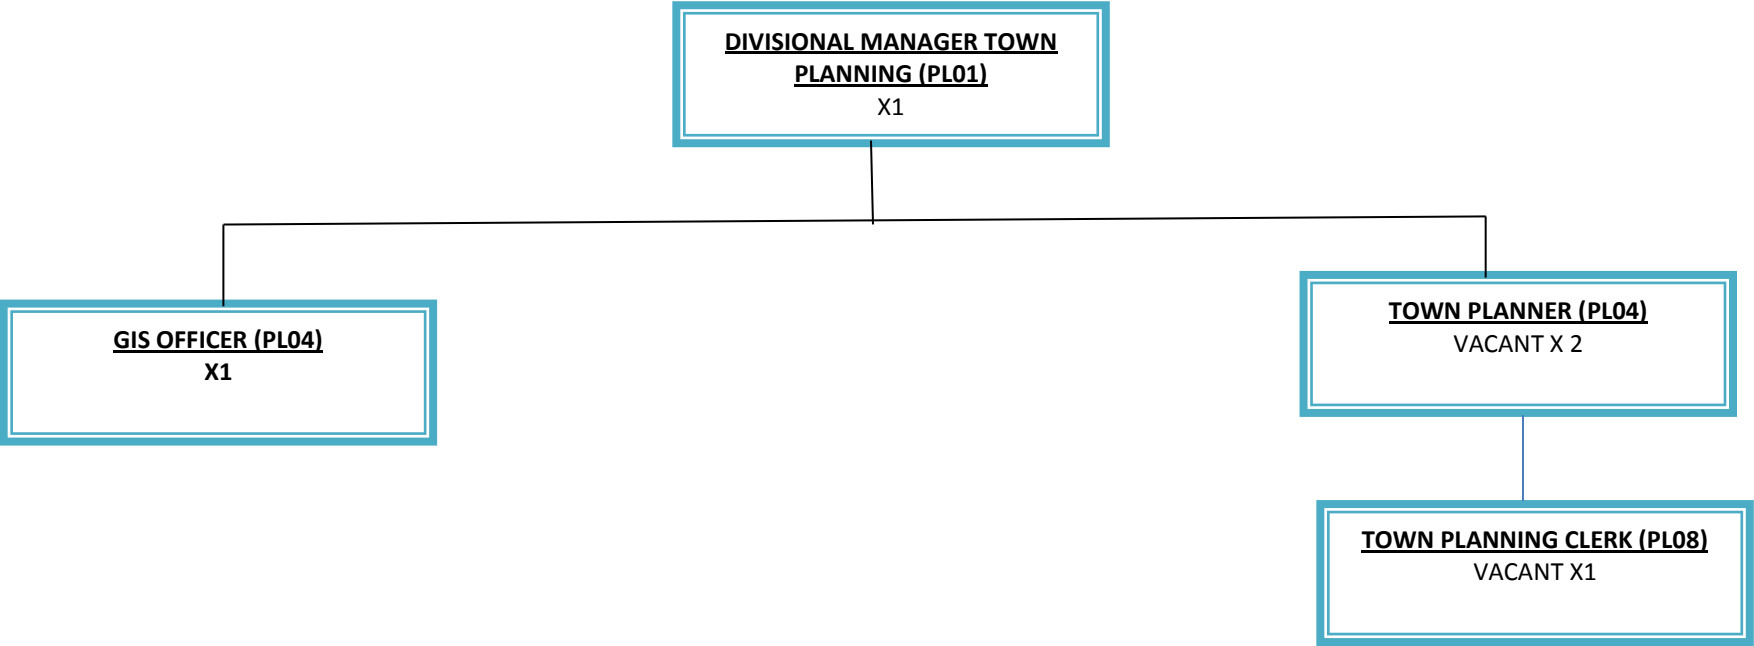 DIVISIONAL MANAGER TOWN
PLANNING (PL01)
X1
GIS OFFICER (PL04)
X1
TOWN PLANNER (PL04)
VACANT X 2
TOWN PLANNING CLERK (PL08)
VACANT X1